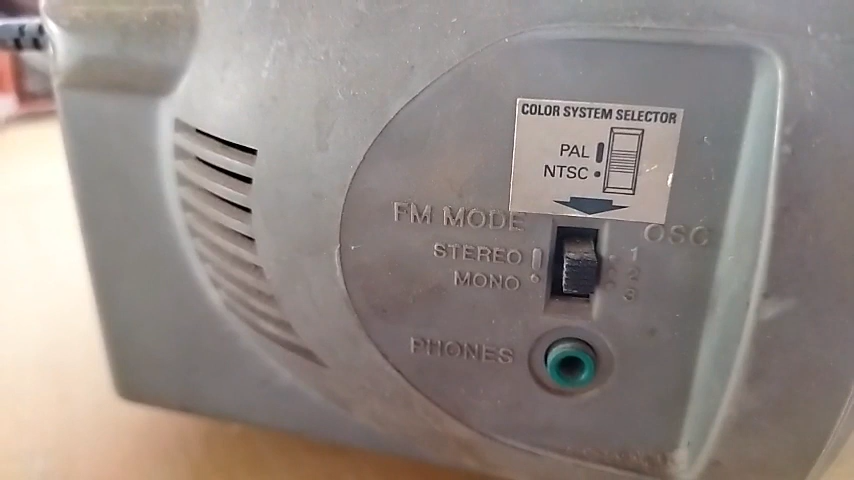 COLOR SYSTEM SELECTOR
PAL
NTSC
FM MODE
OSC
STEREO
1
MONO
2
3
PHONES